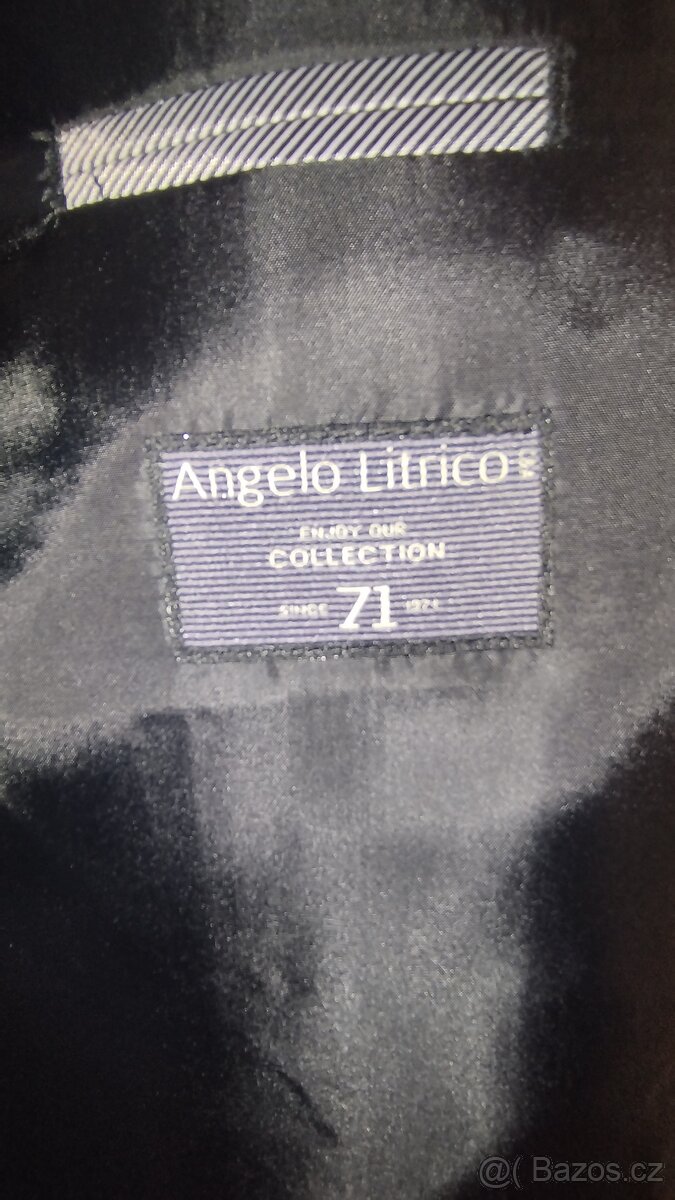 Angelo Litrico
ENJOY OUR
COLLECTION
SINCE 71 1971
@( Bazos.cz